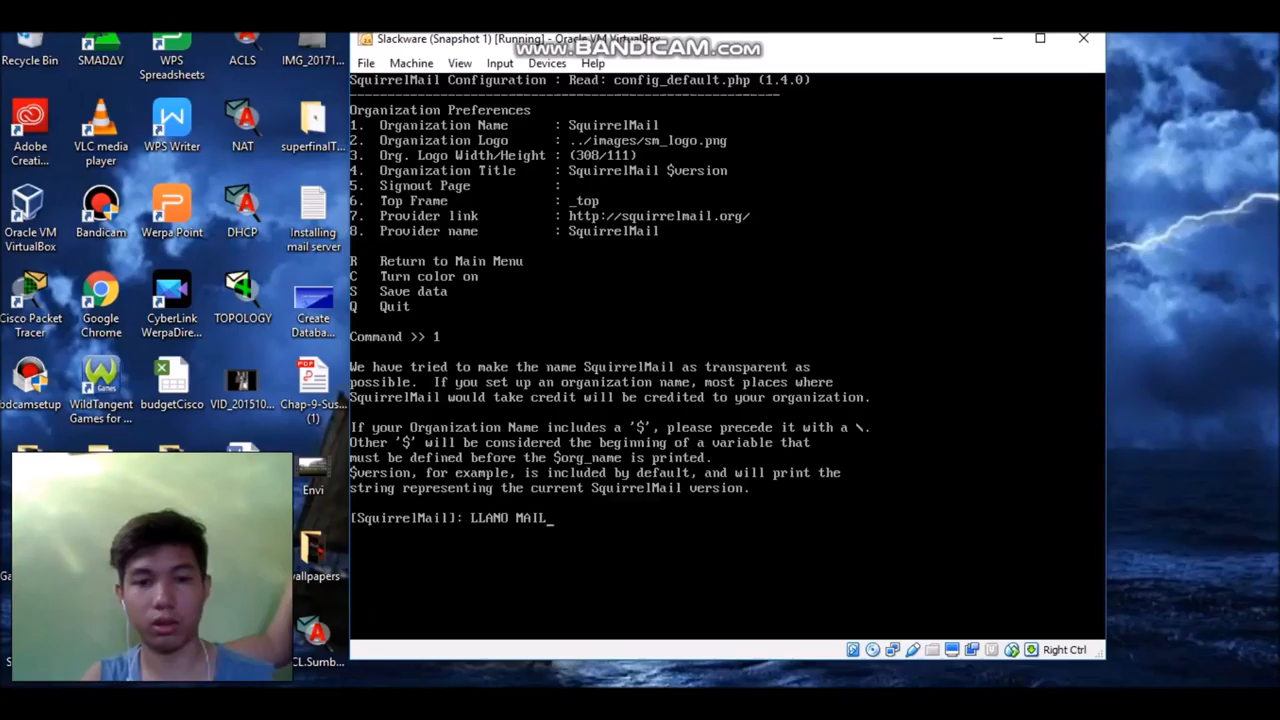 Slackware (Snapshot 1) [Running] - Oracle VM VirtualBox
www.BANDICAM.com
File Machine View Input Devices Help
SquirrelMail Configuration : Read: config_default.php (1.4.0)
---------------------------------------------------------
Organization Preferences
1. Organization Name : SquirrelMail
2. Organization Logo : ../images/sm_logo.png
3. Org. Logo Width/Height : (308/111)
4. Organization Title : SquirrelMail $version
5. Signout Page :
6. Top Frame : _top
7. Provider link : http://squirrelmail.org/
8. Provider name : SquirrelMail
R Return to Main Menu
C Turn color on
S Save data
Q Quit
Command >> 1
We have tried to make the name SquirrelMail as transparent as
possible. If you set up an organization name, most places where
SquirrelMail would take credit will be credited to your organization.
If your Organization Name includes a '$', please precede it with a \.
Other '$' will be considered the beginning of a variable that
must be defined before the $org_name is printed.
$version, for example, is included by default, and will print the
string representing the current SquirrelMail version.
[SquirrelMail]: LLANO MAIL_
Right Ctrl
Recycle Bin
SMADAV
WPS
Spreadsheets
ACLS
IMG_20171...
Adobe
Creati...
VLC media
player
WPS Writer
NAT
superfinalT...
Oracle VM
VirtualBox
Bandicam
Werpa Point
DHCP
Installing
mail server
Cisco Packet
Tracer
Google
Chrome
CyberLink
WerpaDire...
TOPOLOGY
Create
Databa...
bdcamsetup
WildTangent
Games for ...
budgetCisco
VID_201510...
Chap-9-Sus...
(1)
Envi
wallpapers
CL.Sumb...